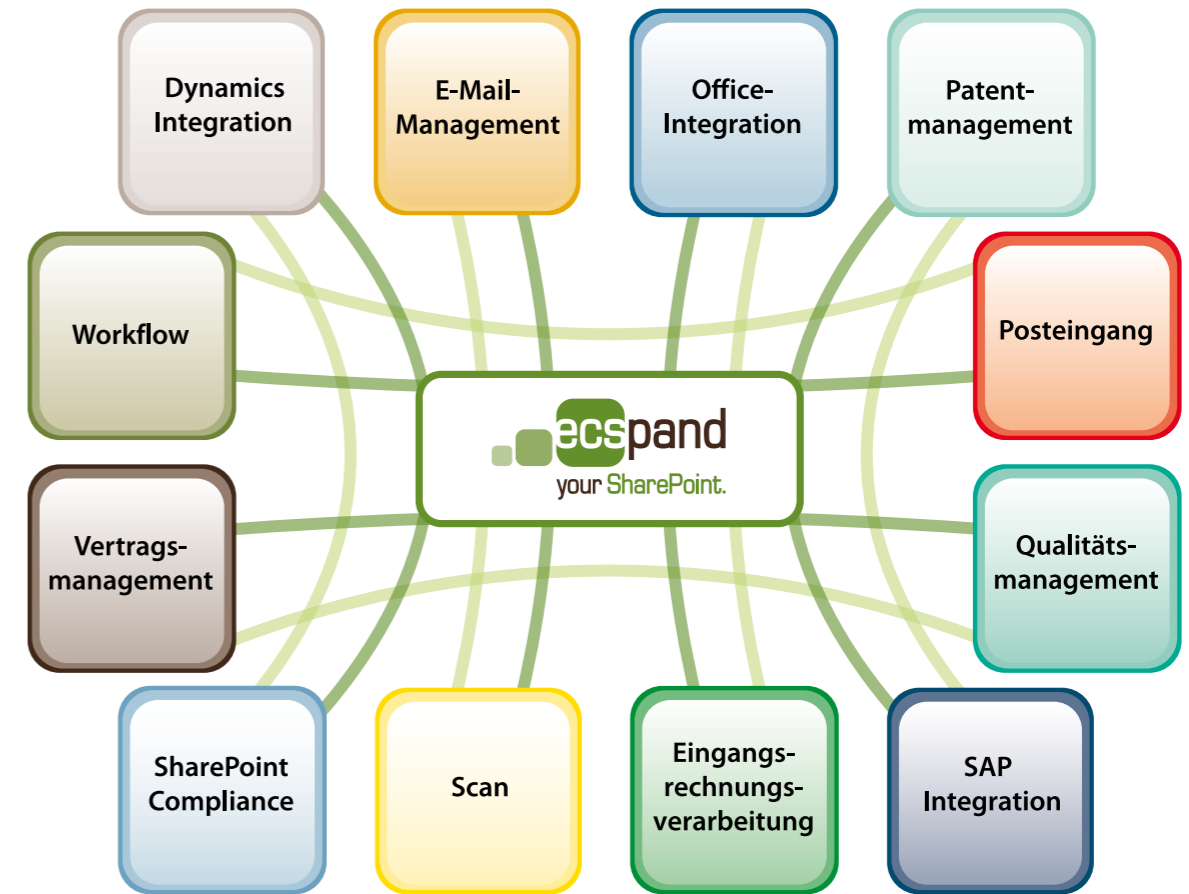 Dynamics
Integration
E-Mail-
Management
Office-
Integration
Patent-
management
Workflow
Posteingang
ecspand
your SharePoint.
Vertrags-
management
Qualitäts-
management
SharePoint
Compliance
Scan
Eingangs-
rechnungs-
verarbeitung
SAP
Integration